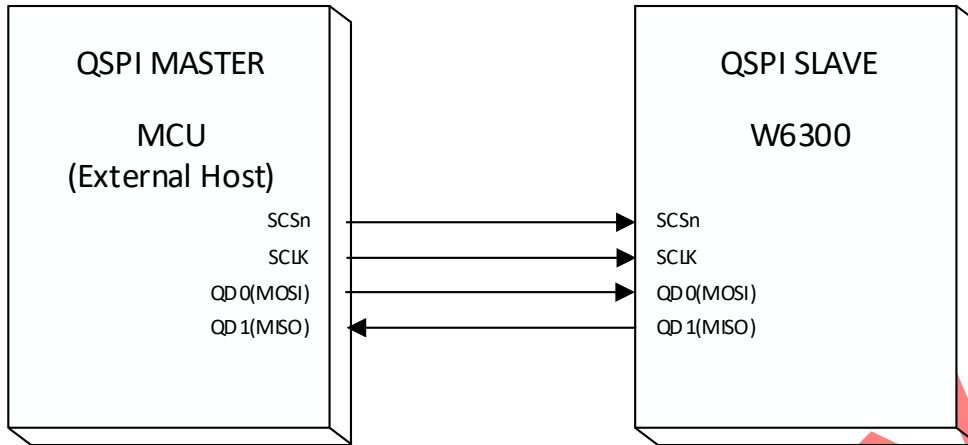 QSPI MASTER
MCU
(External Host)
SCSn
SCLK
QD0(MOSI)
QD1(MISO)
QSPI SLAVE
W6300
SCSn
SCLK
QD0(MOSI)
QD1(MISO)